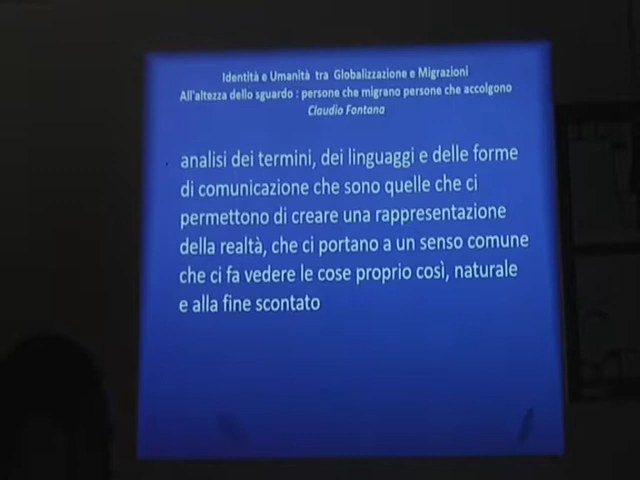 Identità e Umanità tra Globalizzazione e Migrazioni
All'altezza dello sguardo : persone che migrano persone che accolgono
Claudio Fontana
analisi dei termini, dei linguaggi e delle forme
di comunicazione che sono quelle che ci
permettono di creare una rappresentazione
della realtà, che ci portano a un senso comune
che ci fa vedere le cose proprio così, naturale
e alla fine scontato